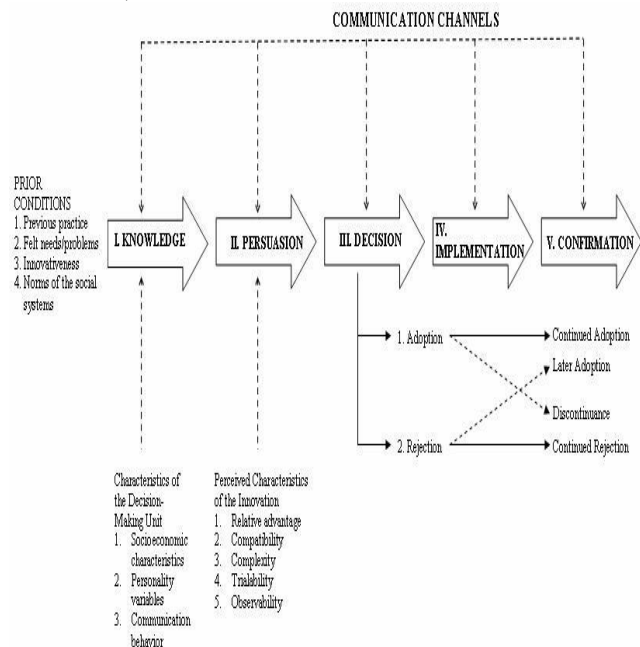 COMMUNICATION CHANNELS
PRIOR
CONDITIONS
1. Previous practice
2. Felt needs/problems
3. Innovativeness
4. Norms of the social
systems
I. KNOWLEDGE
II. PERSUASION
III. DECISION
IV.
IMPLEMENTATION
V. CONFIRMATION
1. Adoption
Continued Adoption
Later Adoption
Discontinuance
2. Rejection
Continued Rejection
Characteristics of
the Decision-
Making Unit
1. Socioeconomic
characteristics
2. Personality
variables
3. Communication
behavior
Perceived Characteristics
of the Innovation
1. Relative advantage
2. Compatibility
3. Complexity
4. Trialability
5. Observability